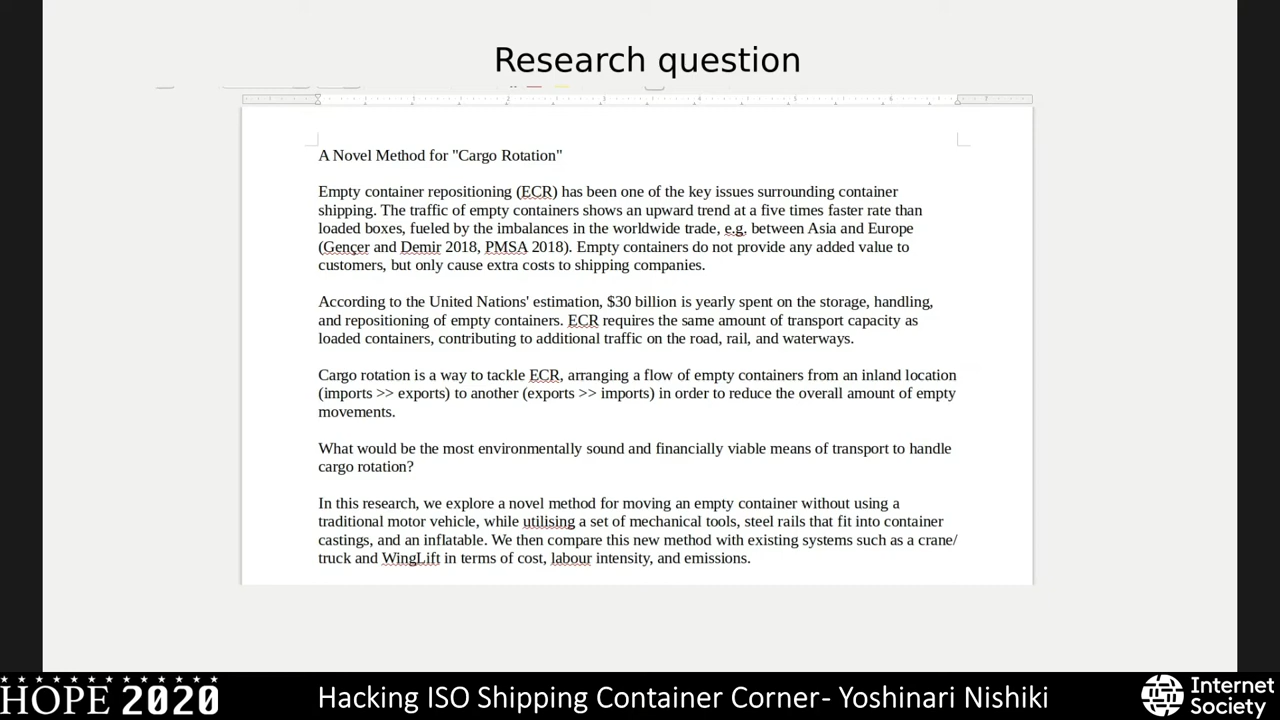 Research question
1 2 3 4 5 6 7
A Novel Method for "Cargo Rotation"
Empty container repositioning (ECR) has been one of the key issues surrounding container
shipping. The traffic of empty containers shows an upward trend at a five times faster rate than
loaded boxes, fueled by the imbalances in the worldwide trade, e.g, between Asia and Europe
(Gençer and Demir 2018, PMSA 2018). Empty containers do not provide any added value to
customers, but only cause extra costs to shipping companies.
According to the United Nations' estimation, $30 billion is yearly spent on the storage, handling,
and repositioning of empty containers. ECR requires the same amount of transport capacity as
loaded containers, contributing to additional traffic on the road, rail, and waterways.
Cargo rotation is a way to tackle ECR, arranging a flow of empty containers from an inland location
(imports >> exports) to another (exports >> imports) in order to reduce the overall amount of empty
movements.
What would be the most environmentally sound and financially viable means of transport to handle
cargo rotation?
In this research, we explore a novel method for moving an empty container without using a
traditional motor vehicle, while utilising a set of mechanical tools, steel rails that fit into container
castings, and an inflatable. We then compare this new method with existing systems such as a crane/
truck and WingLift in terms of cost, labour intensity, and emissions.
HOPE 2020
Hacking ISO Shipping Container Corner- Yoshinari Nishiki
Internet
Society